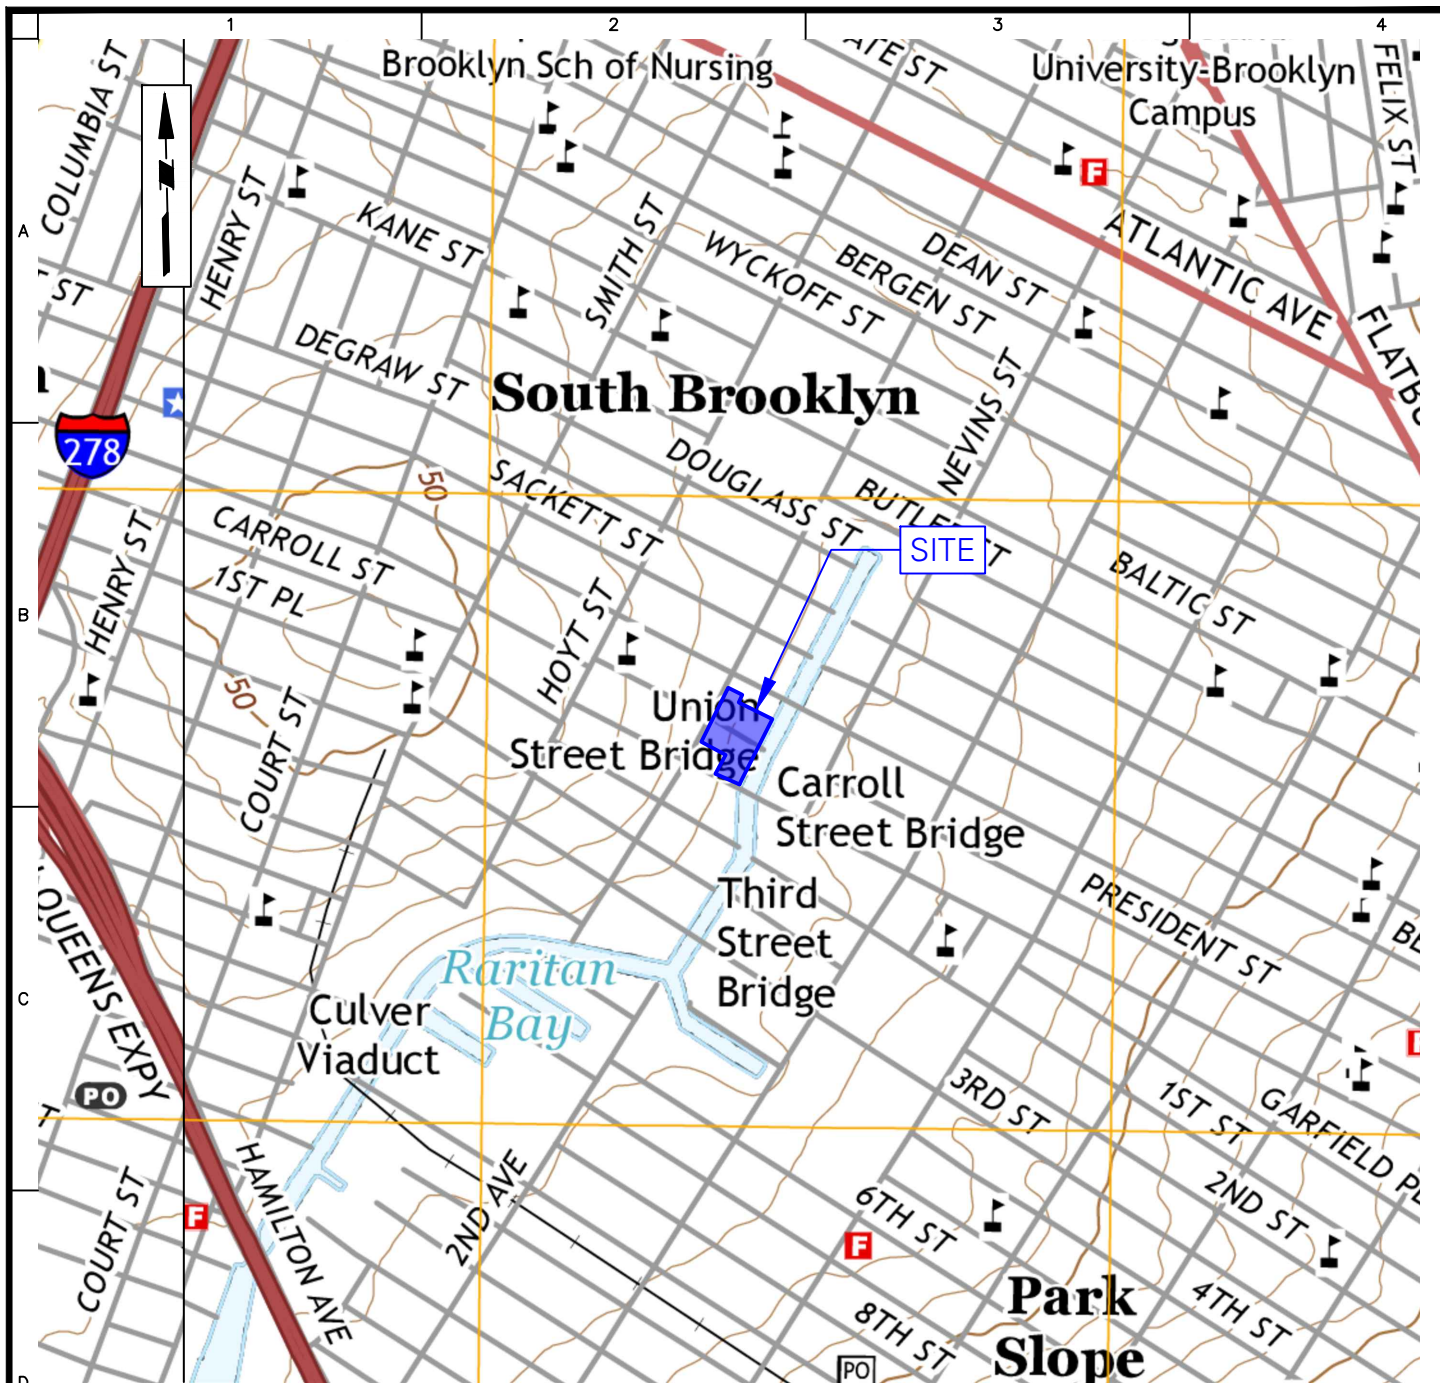 1 2 3 4
A
B
C
Brooklyn Sch of Nursing
University-Brooklyn
Campus
FELIX ST
COLUMBIA ST
HENRY ST
KANE ST
SMITH ST
WYCKOFF ST
BERGEN ST
DEAN ST
ATLANTIC AVE
F
ST
DEGRAW ST
South Brooklyn
NEVINS ST
278
50
SACKETT ST
DOUGLASS ST
SITE
BALTIC ST
CARROLL ST
1ST PL
HENRY ST
HOYT ST
50
COURT ST
Union
Street Bridge
Carroll
Street Bridge
Third
Street
Bridge
PRESIDENT ST
QUEENS EXPY
Raritan
Bay
Culver
Viaduct
PO
3RD ST
1ST ST
GARFIELD PL
2ND ST
HAMILTON AVE
COURT ST
F
2ND AVE
6TH ST
F
8TH ST
4TH ST
Park
Slope
PO